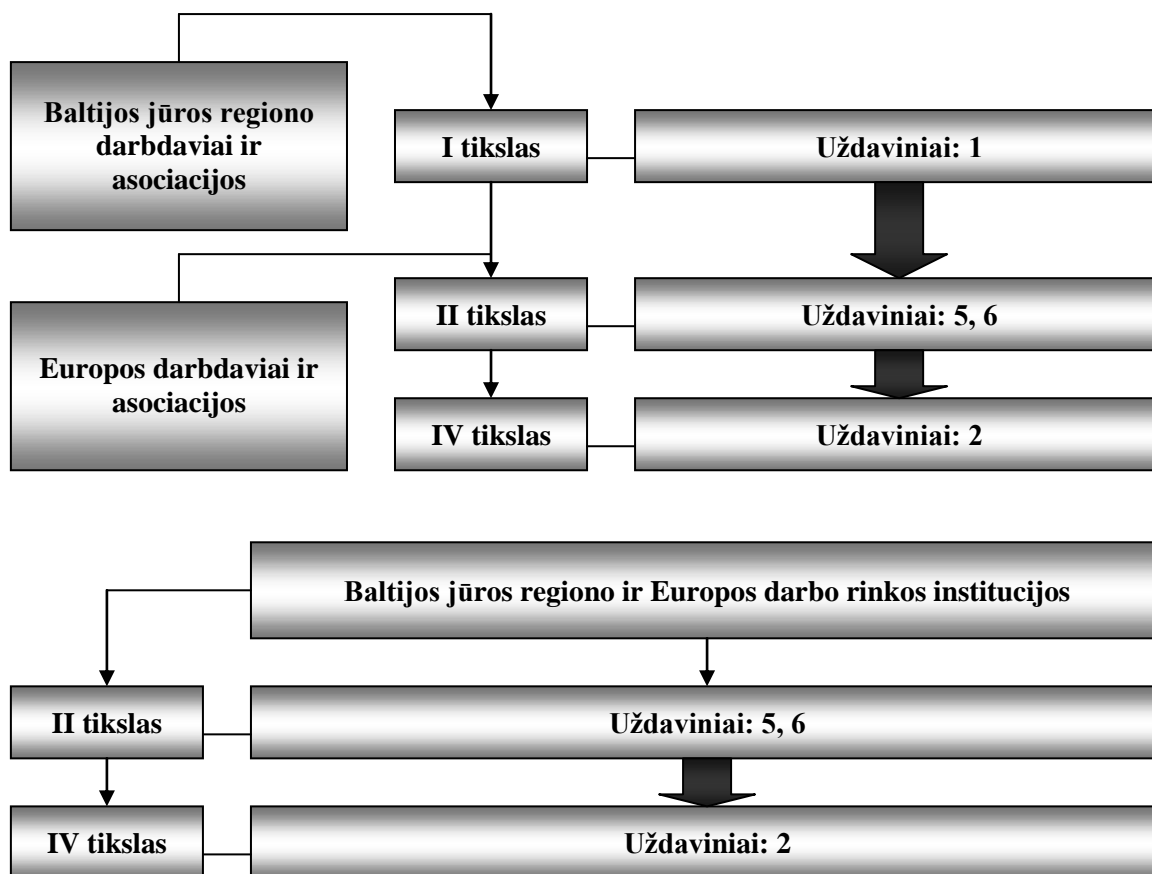 Baltijos jūros regiono
darbdaviai ir
asociacijos
I tikslas
Uždaviniai: 1
Europos darbdaviai ir
asociacijos
II tikslas
Uždaviniai: 5, 6
IV tikslas
Uždaviniai: 2
Baltijos jūros regiono ir Europos darbo rinkos institucijos
II tikslas
Uždaviniai: 5, 6
IV tikslas
Uždaviniai: 2